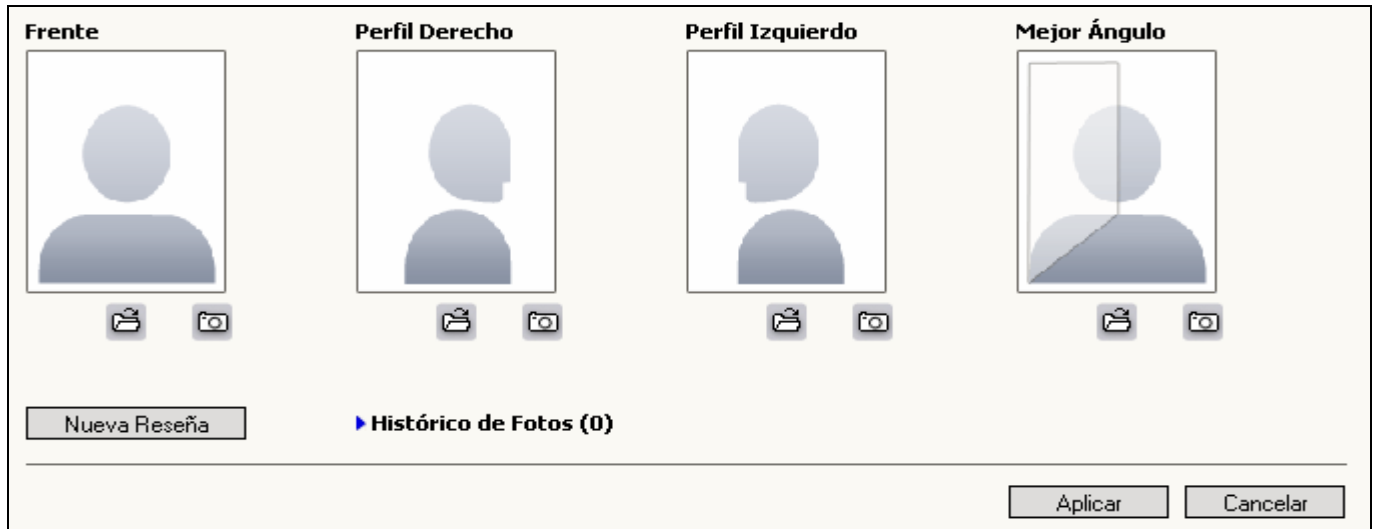 Frente Perfil Derecho Perfil Izquierdo Mejor Ángulo
Nueva Reseña Histórico de Fotos (0)
Aplicar Cancelar